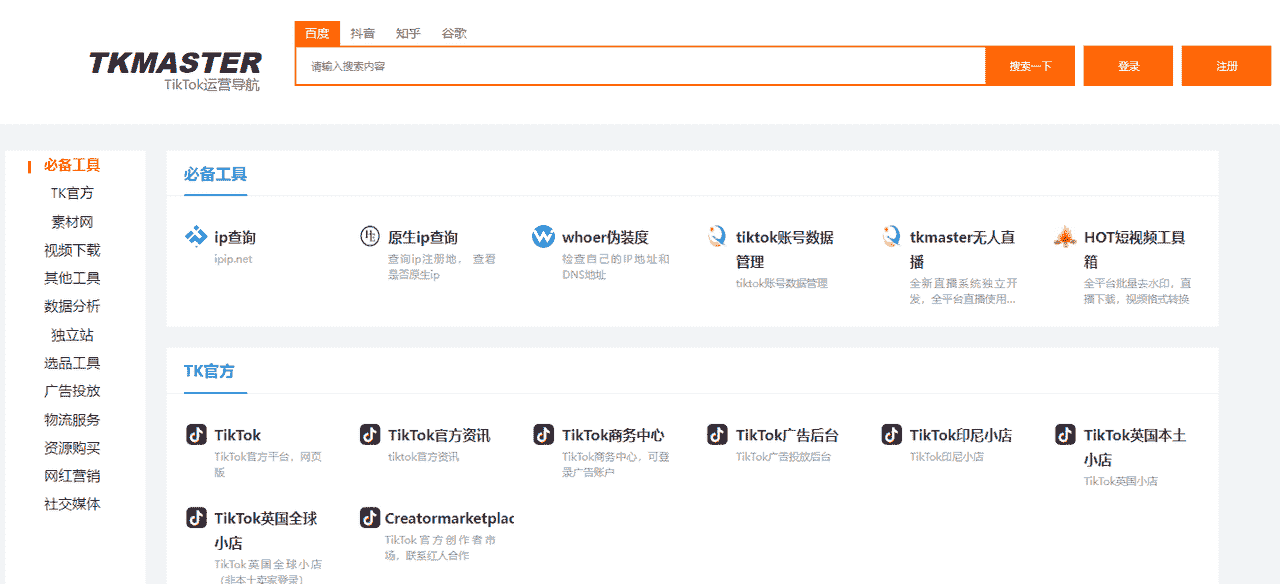 百度 抖音 知乎 谷歌
TKMASTER
TikTok运营导航
请输入搜索内容
搜索一下
登录
注册
必备工具
TK官方
素材网
视频下载
其他工具
数据分析
独立站
选品工具
广告投放
物流服务
资源购买
网红营销
社交媒体
必备工具
ip查询
ipip.net
原生ip查询
查询ip注册地， 查看
是否原生ip
whoer伪装度
检查自己的IP地址和
DNS地址
tiktok账号数据
管理
tiktok账号数据管理
tkmaster无人直
播
全新直播系统独立开
发，全平台直播使用...
HOT短视频工具
箱
全平台批量去水印，直
播下载，视频格式转换
TK官方
TikTok
TikTok官方平台，网页
版
TikTok官方资讯
tiktok官方资讯
TikTok商务中心
TikTok商务中心，可登
录广告账户
TikTok广告后台
TikTok广告投放后台
TikTok印尼小店
TikTok印尼小店
TikTok英国本土
小店
TikTok英国小店
TikTok英国全球
小店
TikTok英国全球小店
（非本土卖家登录）
Creatormarketplac
TikTok官方创作者市
场，联系红人合作